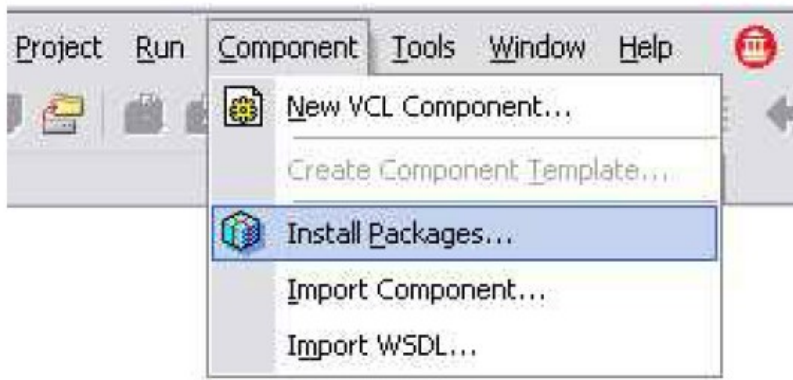 Project Run Component Tools Window Help
New VCL Component...
Create Component Template...
Install Packages...
Import Component...
Import WSDL...